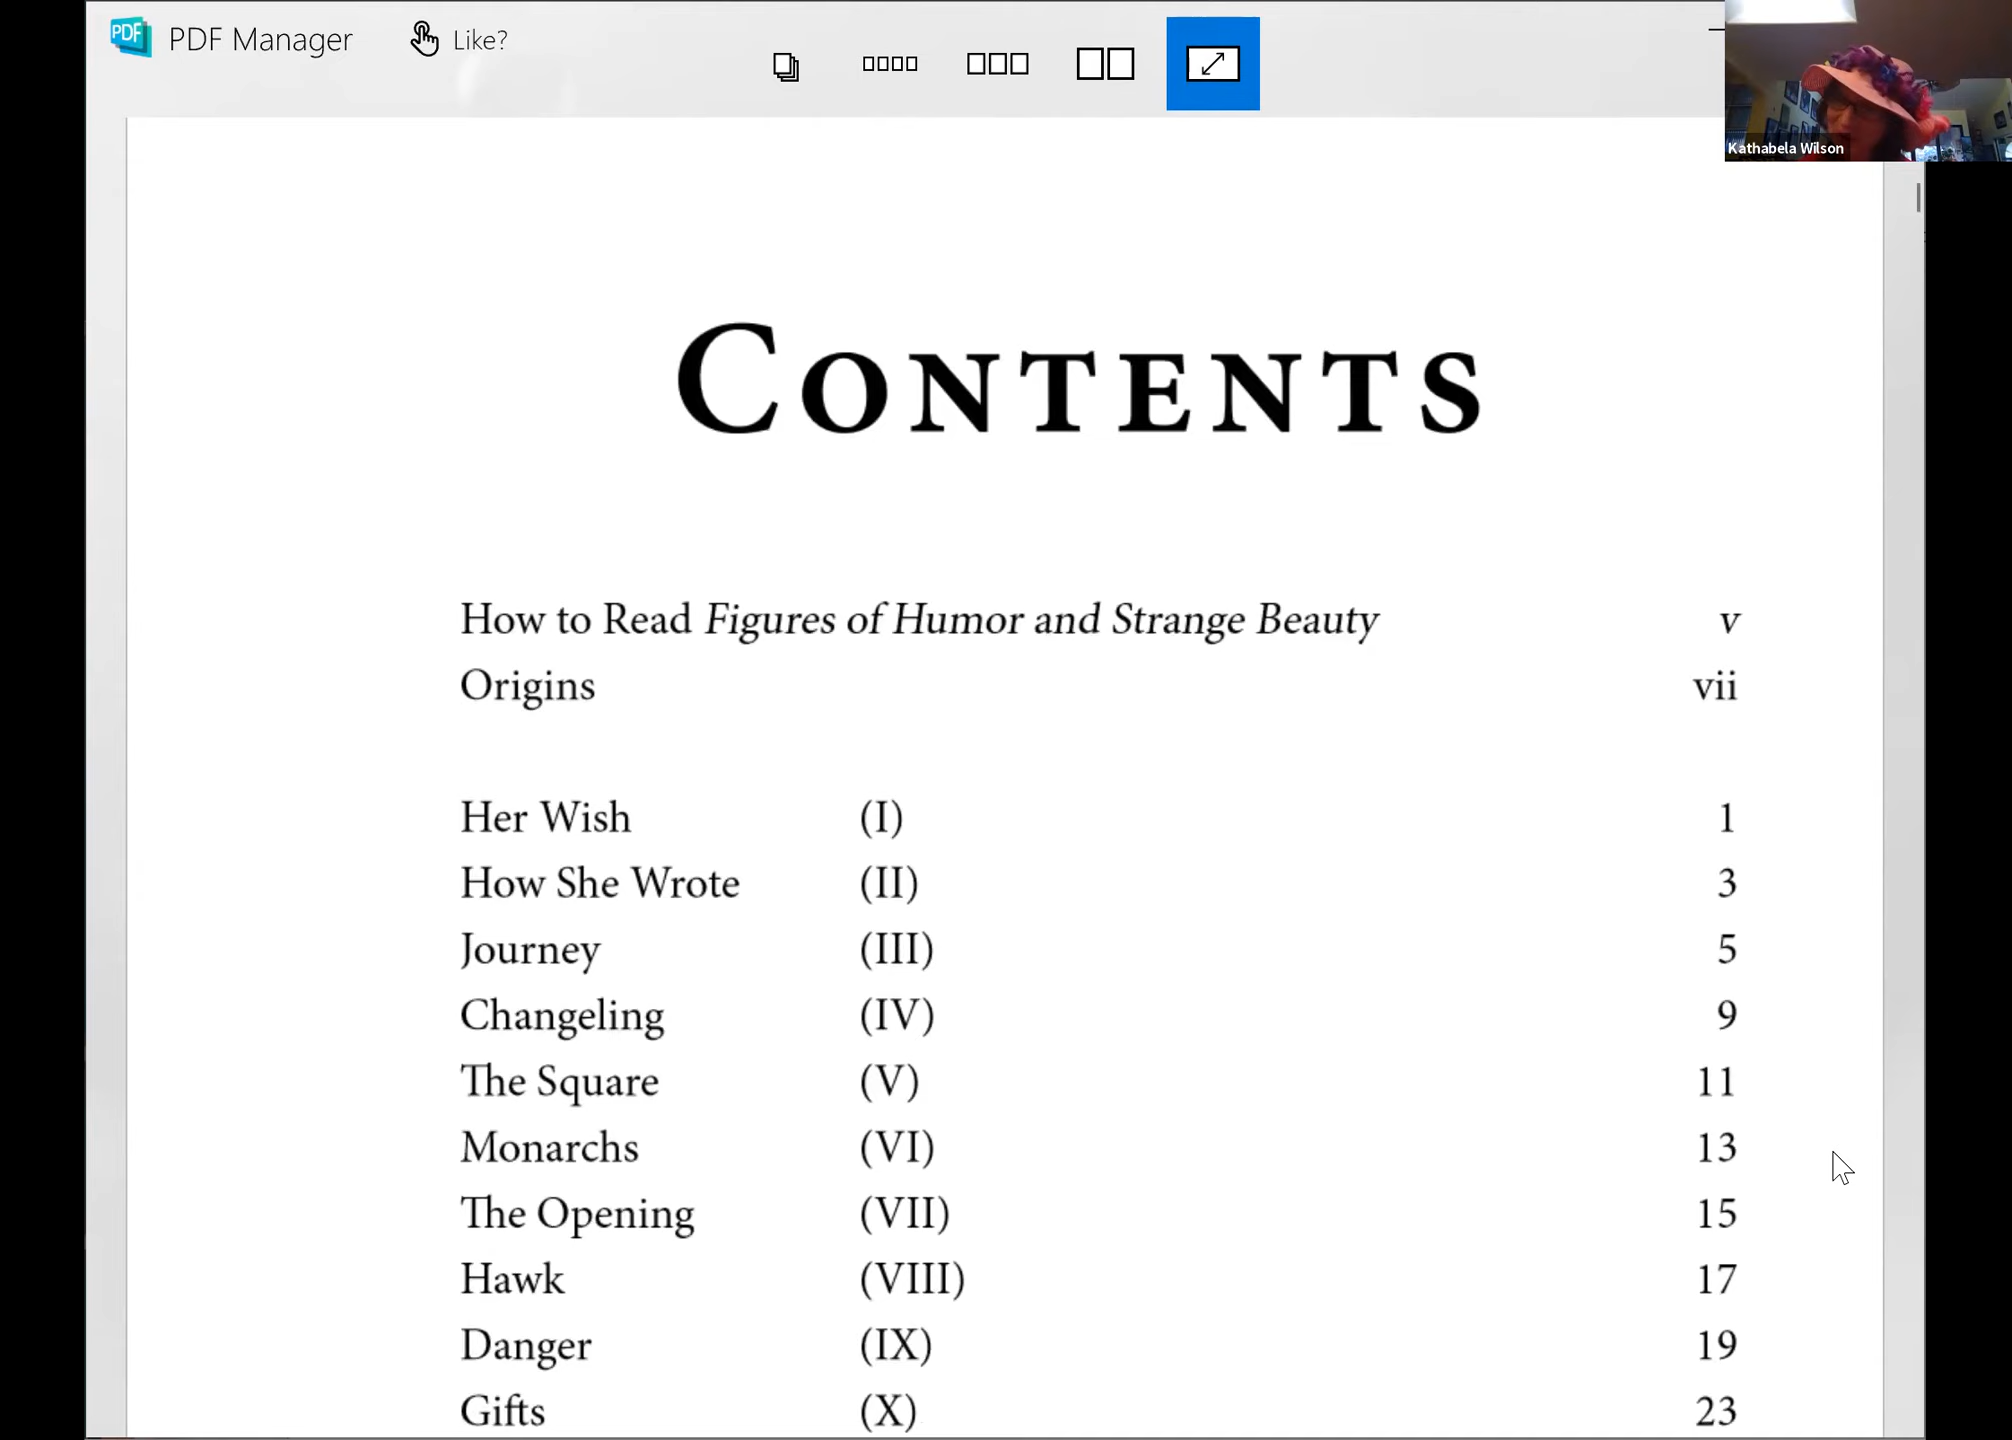 PDF PDF Manager Like?
Kathabela Wilson
CONTENTS
How to Read Figures of Humor and Strange Beauty v
Origins vii
Her Wish (I) 1
How She Wrote (II) 3
Journey (III) 5
Changeling (IV) 9
The Square (V) 11
Monarchs (VI) 13
The Opening (VII) 15
Hawk (VIII) 17
Danger (IX) 19
Gifts (X) 23